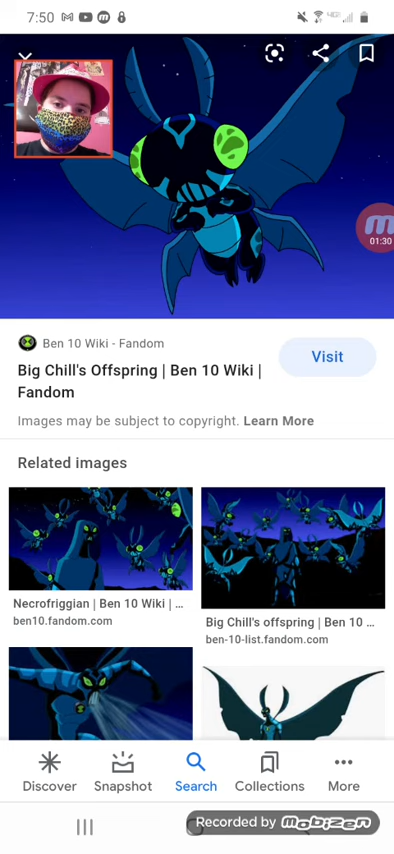 7:50
01:30
Ben 10 Wiki - Fandom
Big Chill's Offspring | Ben 10 Wiki |
Fandom
Visit
Images may be subject to copyright. Learn More
Related images
Necrofriggian | Ben 10 Wiki | ...
ben10.fandom.com
Big Chill's offspring | Ben 10 ...
ben-10-list.fandom.com
Discover
Snapshot
Search
Collections
More
Recorded by mobizen